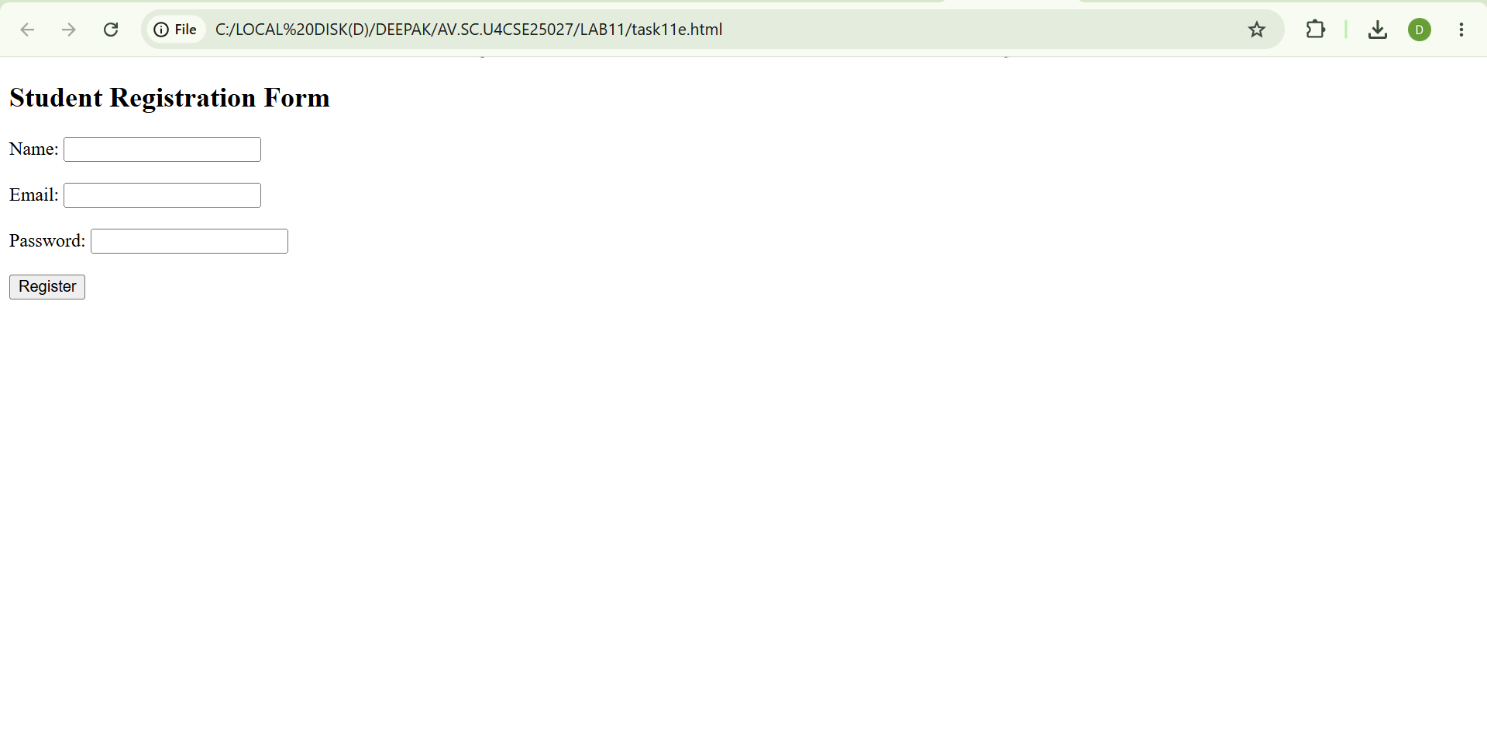 File C:/LOCAL%20DISK(D)/DEEPAK/AV.SC.U4CSE25027/LAB11/task11e.html D
Student Registration Form
Name:
Email:
Password:
Register